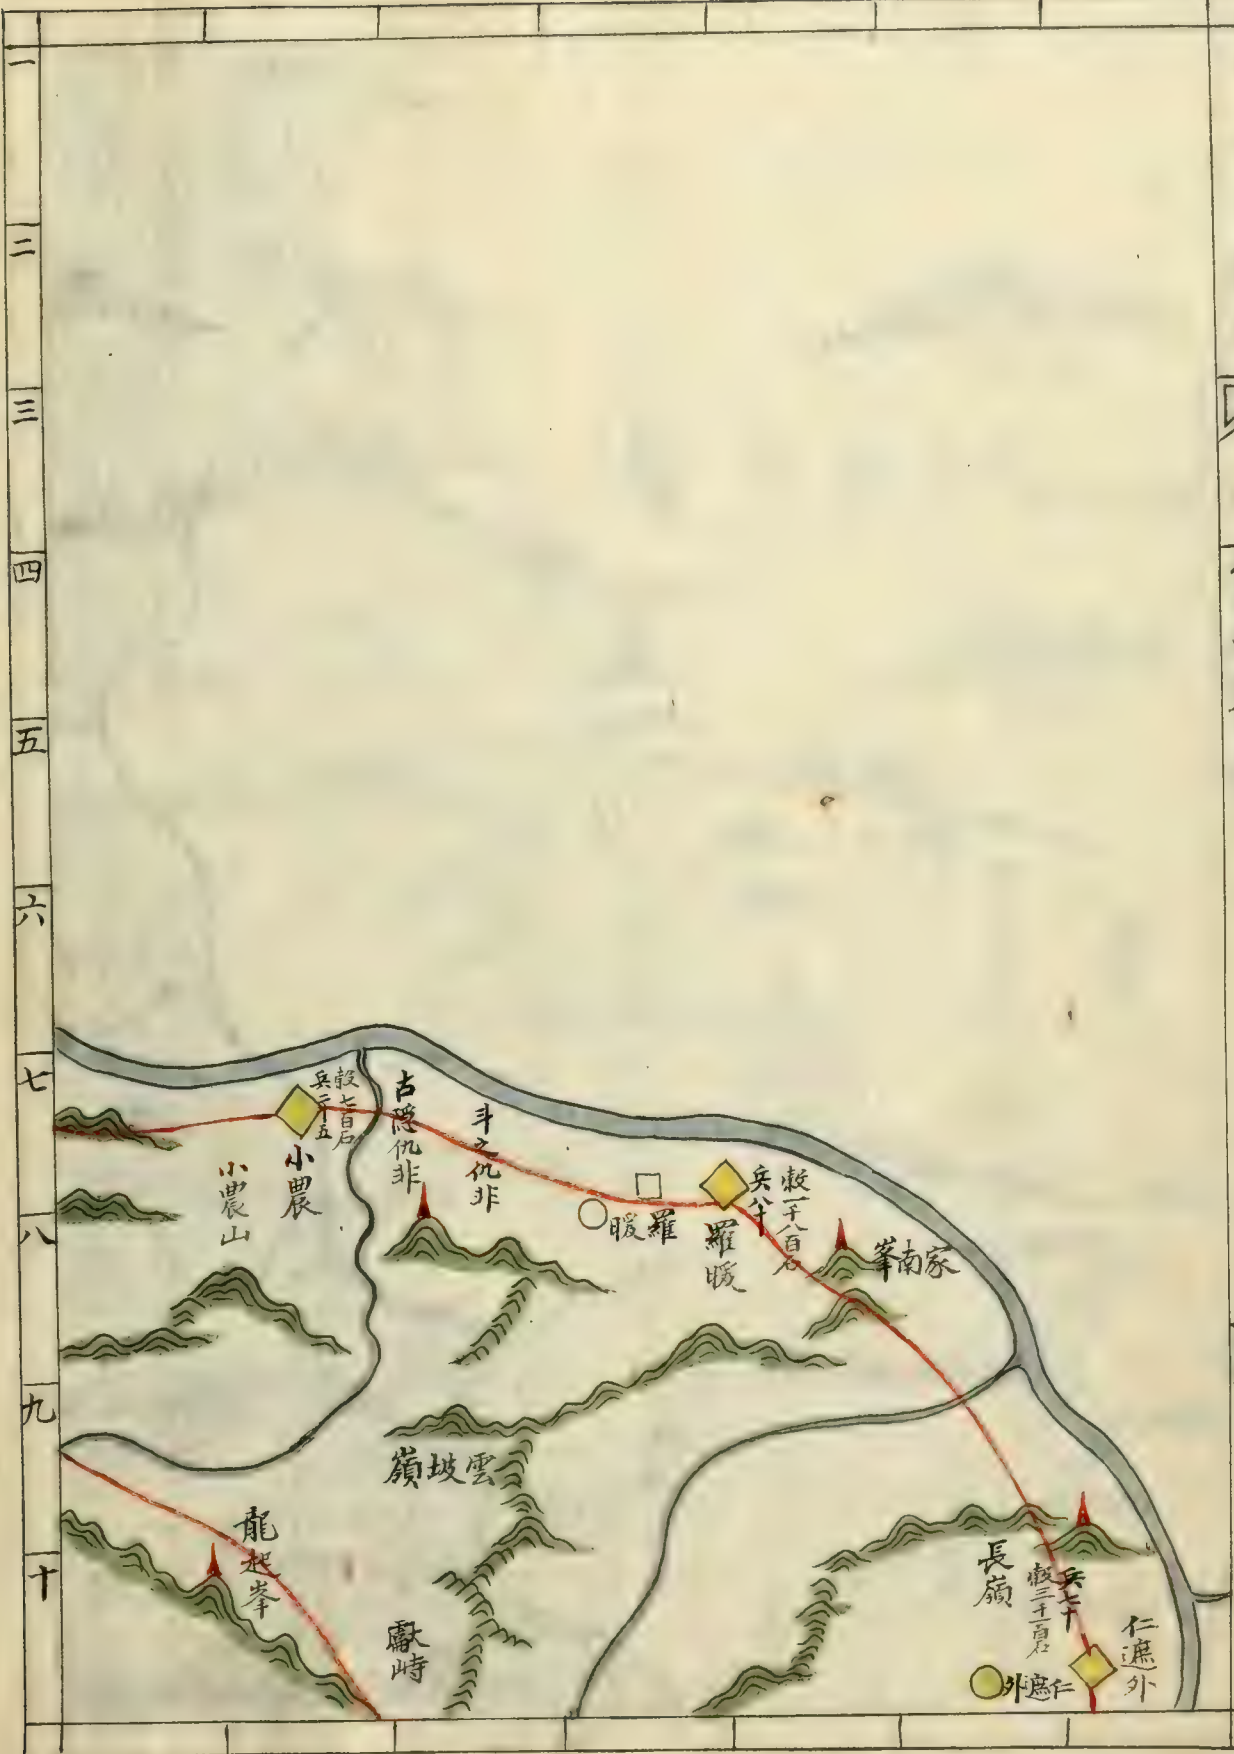 一
二
三
四
五
六
七
八
九
十
仁遮外
仁遮外
兵七十
穀三千一百石
長嶺
家南峯
穀一千八百石
兵八十
羅暖
羅暖
斗之仇非
古隱仇非
穀七百石
兵二十五
小農
小農山
雲坡嶺
龍起峯
獻峙